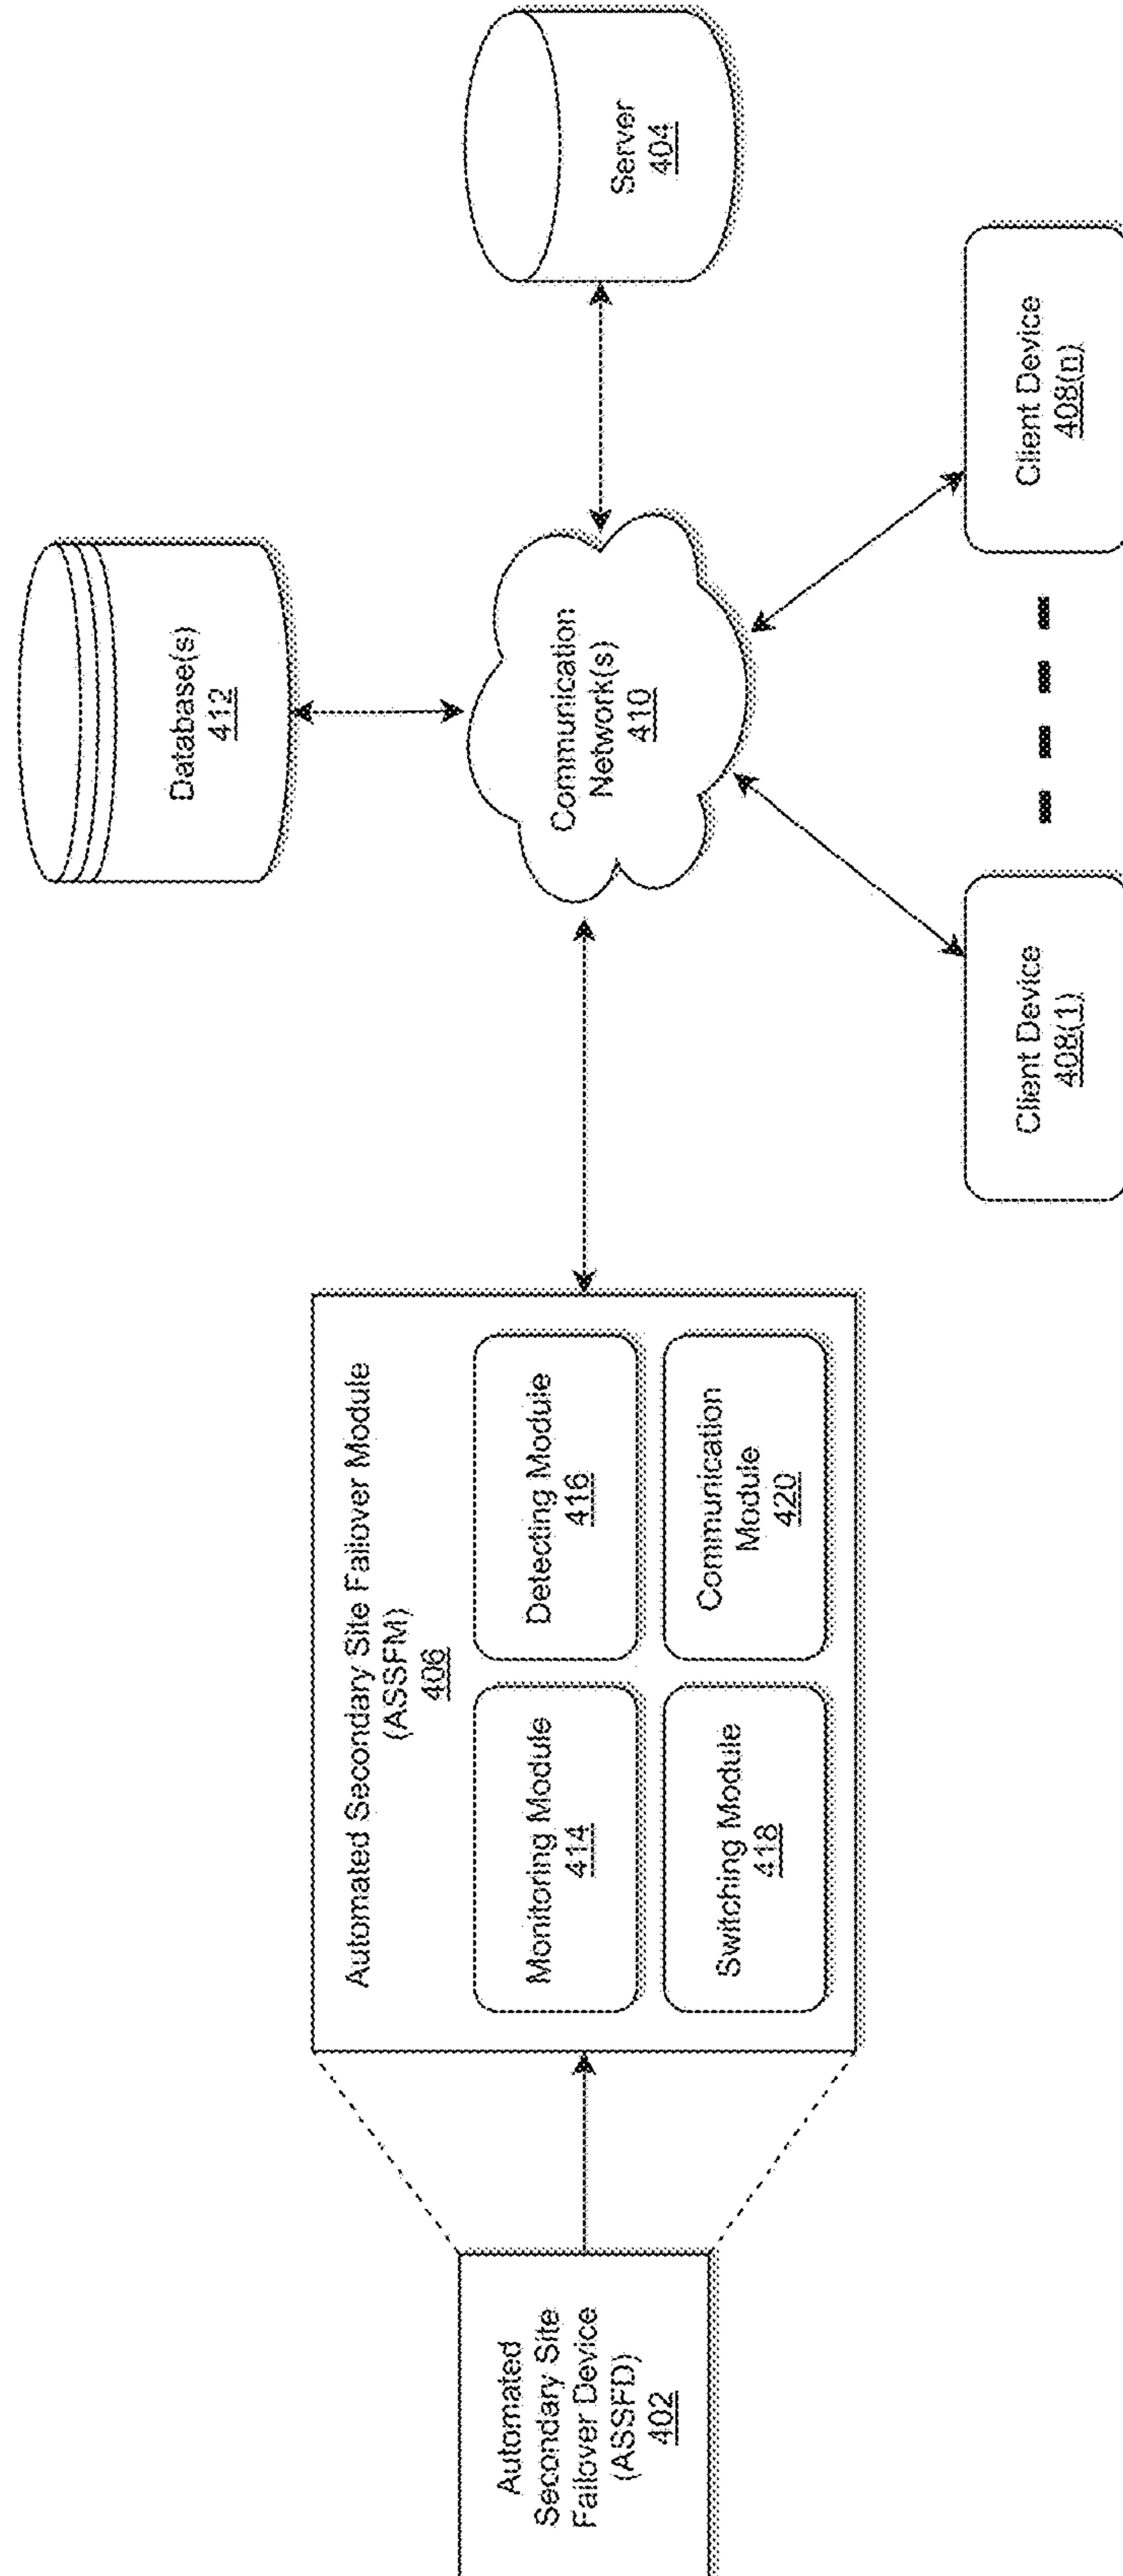 Automated
Secondary Site
Failover Device
(ASSFD)
402
Automated Secondary Site Failover Module
(ASSFM)
406
Monitoring Module
414
Detecting Module
416
Switching Module
418
Communication
Module
420
Database(s)
412
Communication
Network(s)
410
Server
404
Client Device
408(1)
Client Device
408(n)